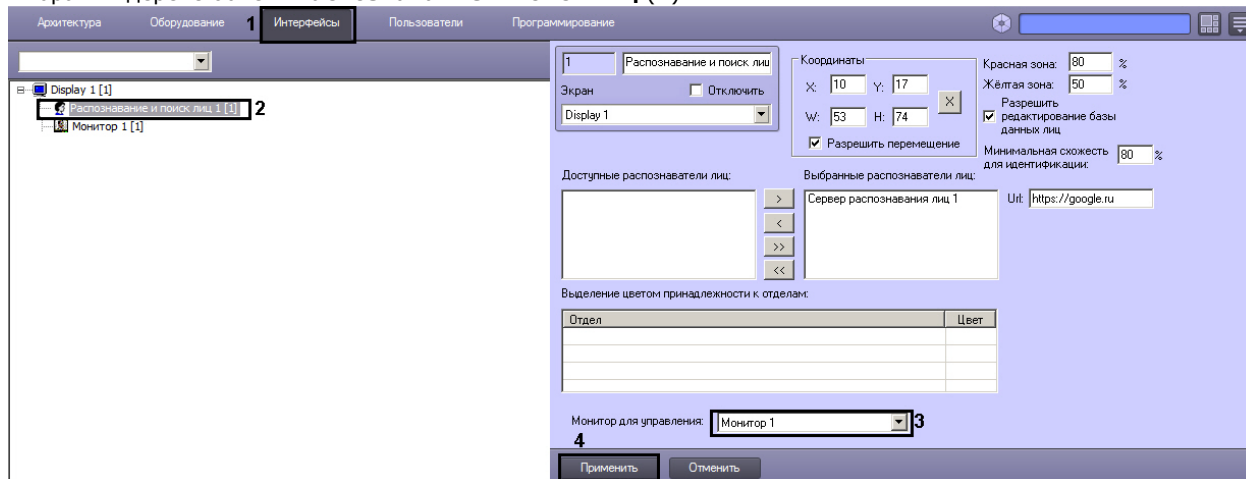 Архитектура Оборудование 1 Интерфейсы Пользователи Программирование
Display 1 [1]
Распознавание и поиск лиц 1 [1] 2
Монитор 1 [1]
1 Распознавание и поиск лиц
Экран Отключить
Display 1
Координаты
X: 10 Y: 17 X
W: 53 H: 74
Разрешить перемещение
Красная зона: 80 %
Жёлтая зона: 50 %
Разрешить
редактирование базы
данных лиц
Минимальная схожесть 80 %
для идентификации:
Доступные распознаватели лиц: Выбранные распознаватели лиц:
> Сервер распознавания лиц 1 Url: https://google.ru
<
>>
<<
Выделение цветом принадлежности к отделам:
Отдел Цвет
Монитор для управления: Монитор 1 3
4
Применить Отменить